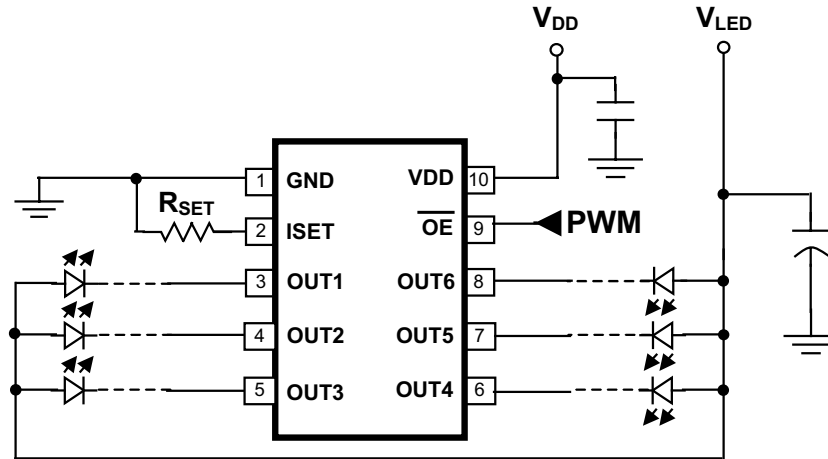 VDD
VLED
1 GND VDD 10
RSET
2 ISET OE 9 PWM
3 OUT1 OUT6 8
4 OUT2 OUT5 7
5 OUT3 OUT4 6